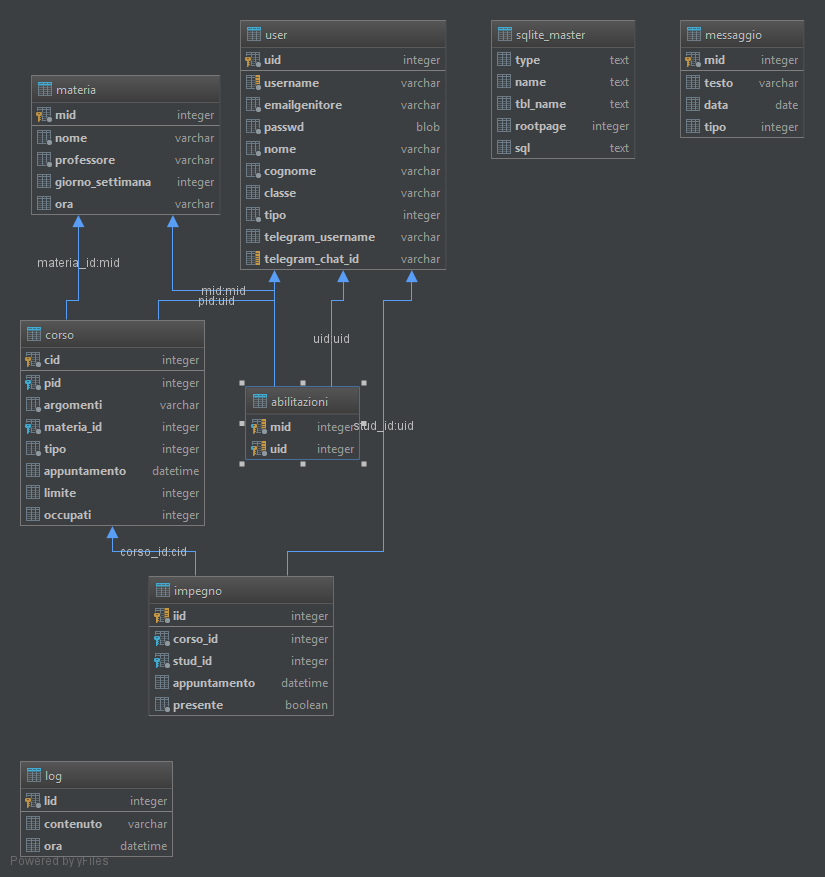 user
uid integer
username varchar
emailgenitore varchar
passwd blob
nome varchar
cognome varchar
classe varchar
tipo integer
telegram_username varchar
telegram_chat_id varchar
sqlite_master
type text
name text
tbl_name text
rootpage integer
sql text
messaggio
mid integer
testo varchar
data date
tipo integer
materia
mid integer
nome varchar
professore varchar
giorno_settimana integer
ora varchar
materia_id:mid
mid:mid
pid:uid
uid:uid
stud_id:uid
corso
cid integer
pid integer
argomenti varchar
materia_id integer
tipo integer
appuntamento datetime
limite integer
occupati integer
abilitazioni
mid integer
uid integer
corso_id:cid
impegno
iid integer
corso_id integer
stud_id integer
appuntamento datetime
presente boolean
log
lid integer
contenuto varchar
ora datetime
Powered by yFiles